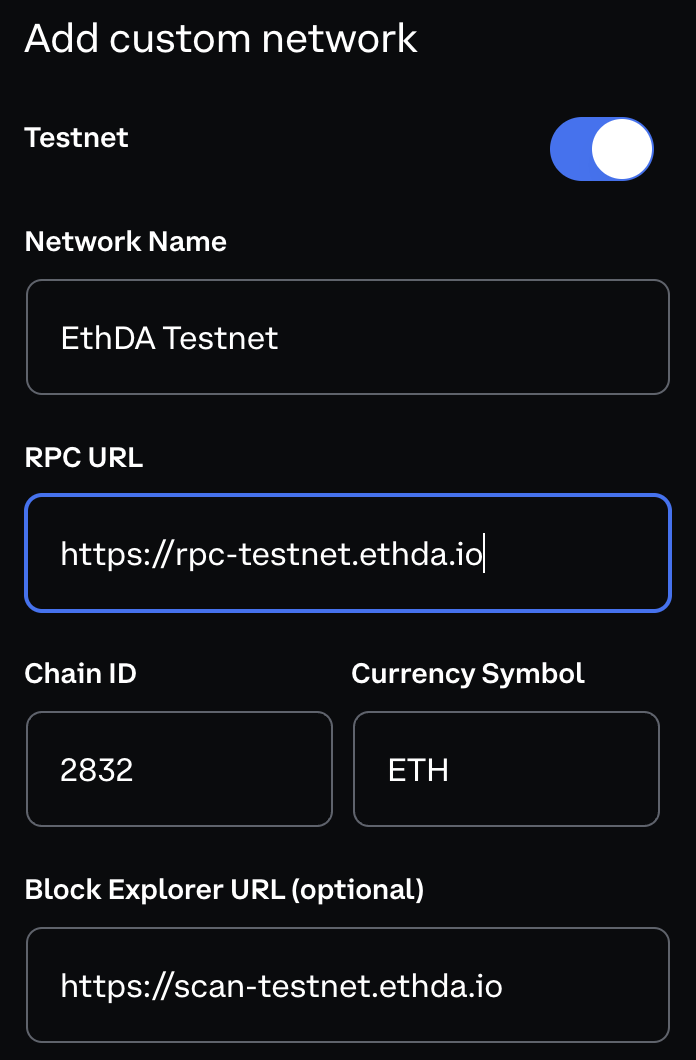 Add custom network
Testnet
Network Name
EthDA Testnet
RPC URL
https://rpc-testnet.ethda.io
Chain ID Currency Symbol
2832 ETH
Block Explorer URL (optional)
https://scan-testnet.ethda.io